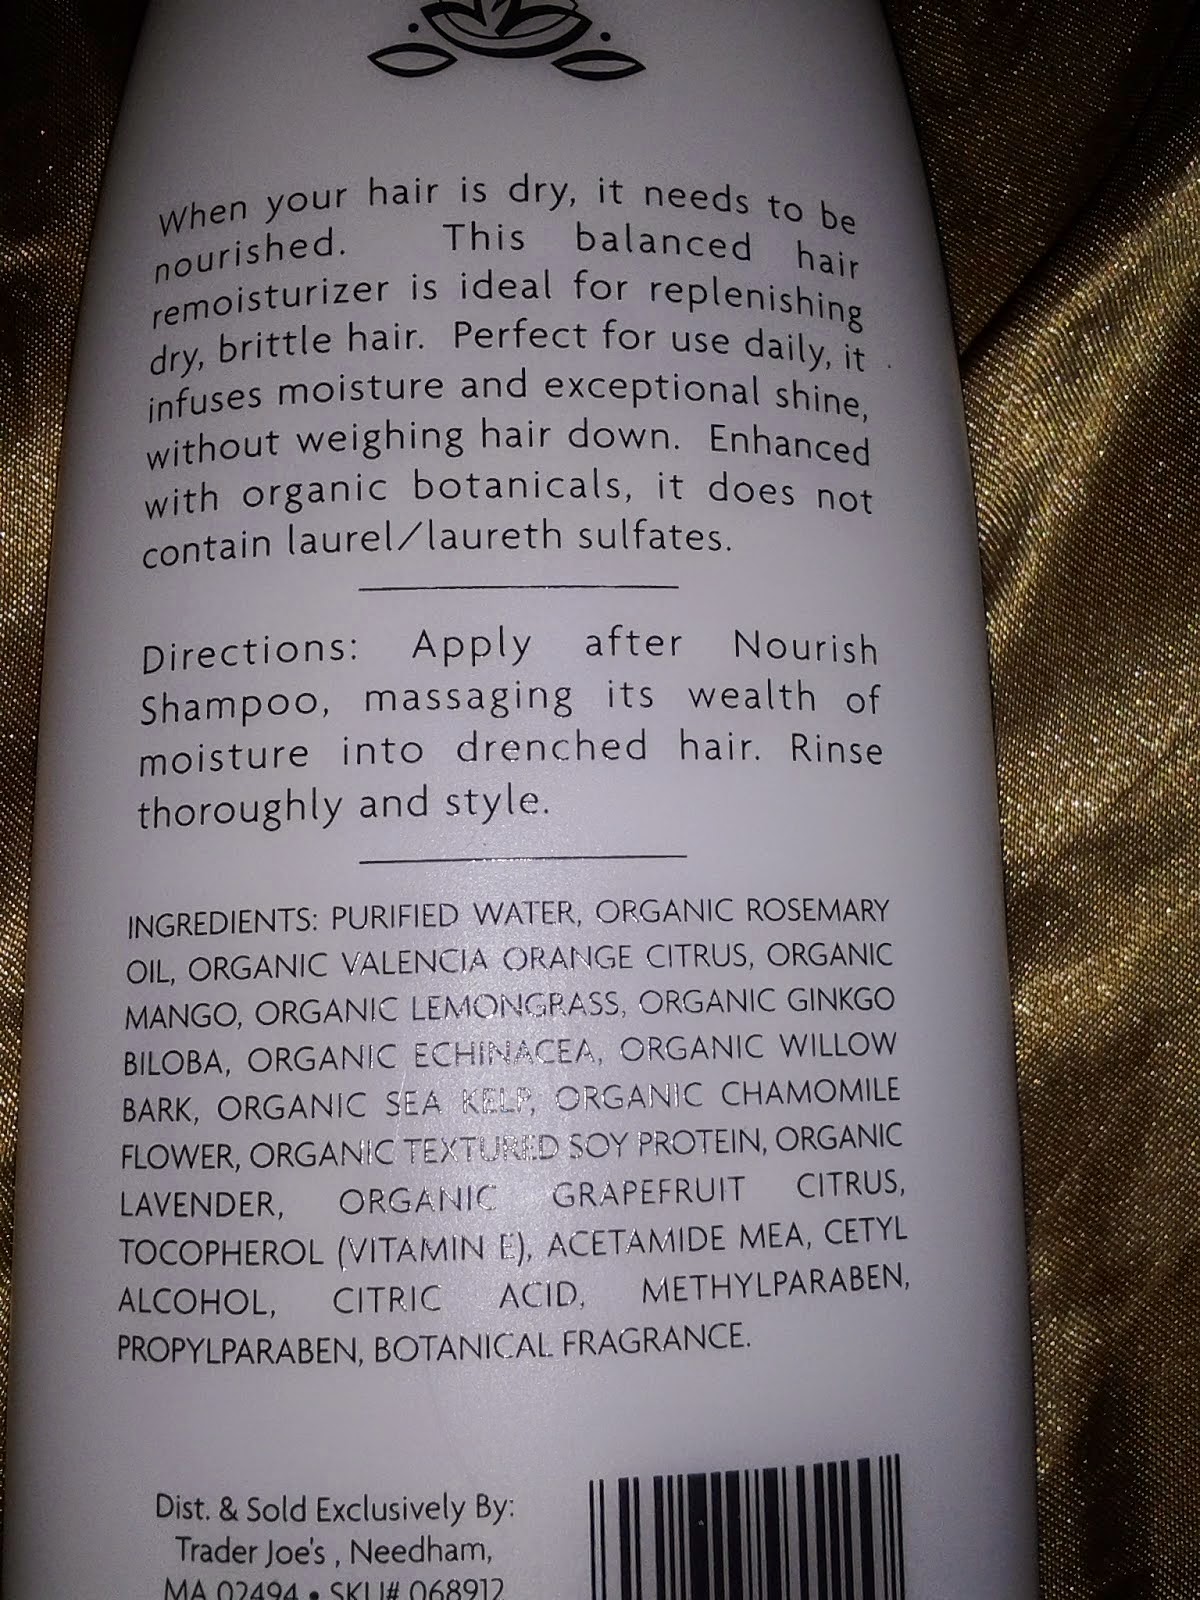 When your hair is dry, it needs to be
nourished. This balanced hair
remoisturizer is ideal for replenishing
dry, brittle hair. Perfect for use daily, it
infuses moisture and exceptional shine,
without weighing hair down. Enhanced
with organic botanicals, it does not
contain laurel/laureth sulfates.
Directions: Apply after Nourish
Shampoo, massaging its wealth of
moisture into drenched hair. Rinse
thoroughly and style.
INGREDIENTS: PURIFIED WATER, ORGANIC ROSEMARY
OIL, ORGANIC VALENCIA ORANGE CITRUS, ORGANIC
MANGO, ORGANIC LEMONGRASS, ORGANIC GINKGO
BILOBA, ORGANIC ECHINACEA, ORGANIC WILLOW
BARK, ORGANIC SEA KELP, ORGANIC CHAMOMILE
FLOWER, ORGANIC TEXTURED SOY PROTEIN, ORGANIC
LAVENDER, ORGANIC GRAPEFRUIT CITRUS,
TOCOPHEROL (VITAMIN E), ACETAMIDE MEA, CETYL
ALCOHOL, CITRIC ACID, METHYLPARABEN,
PROPYLPARABEN, BOTANICAL FRAGRANCE.
Dist. & Sold Exclusively By:
Trader Joe's , Needham,
MA 02494 • SKU# 068912